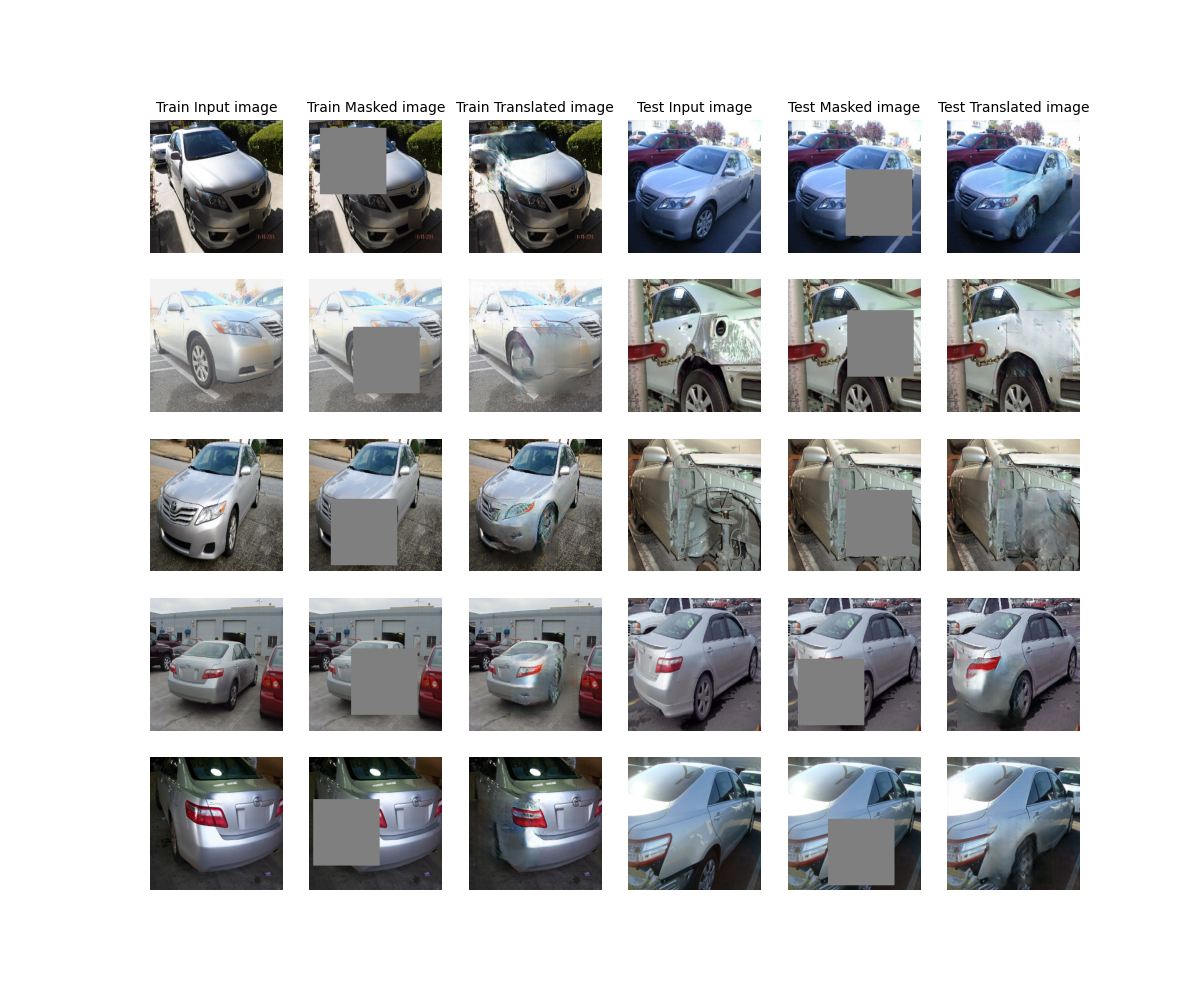 Train Input image
Train Masked image
Train Translated image
Test Input image
Test Masked image
Test Translated image